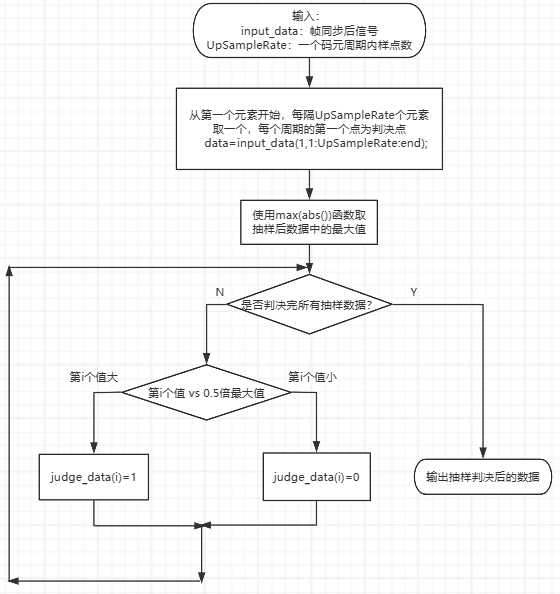 输入：
input_data：帧同步后信号
UpSampleRate：一个码元周期内样点数
从第一个元素开始，每隔UpSampleRate个元素
取一个，每个周期的第一个点为判决点
data=input_data(1,1:UpSampleRate:end);
使用max(abs())函数取
抽样后数据中的最大值
N
Y
是否判决完所有抽样数据？
第i个值大
第i个值小
第i个值 vs 0.5倍最大值
judge_data(i)=1
judge_data(i)=0
输出抽样判决后的数据